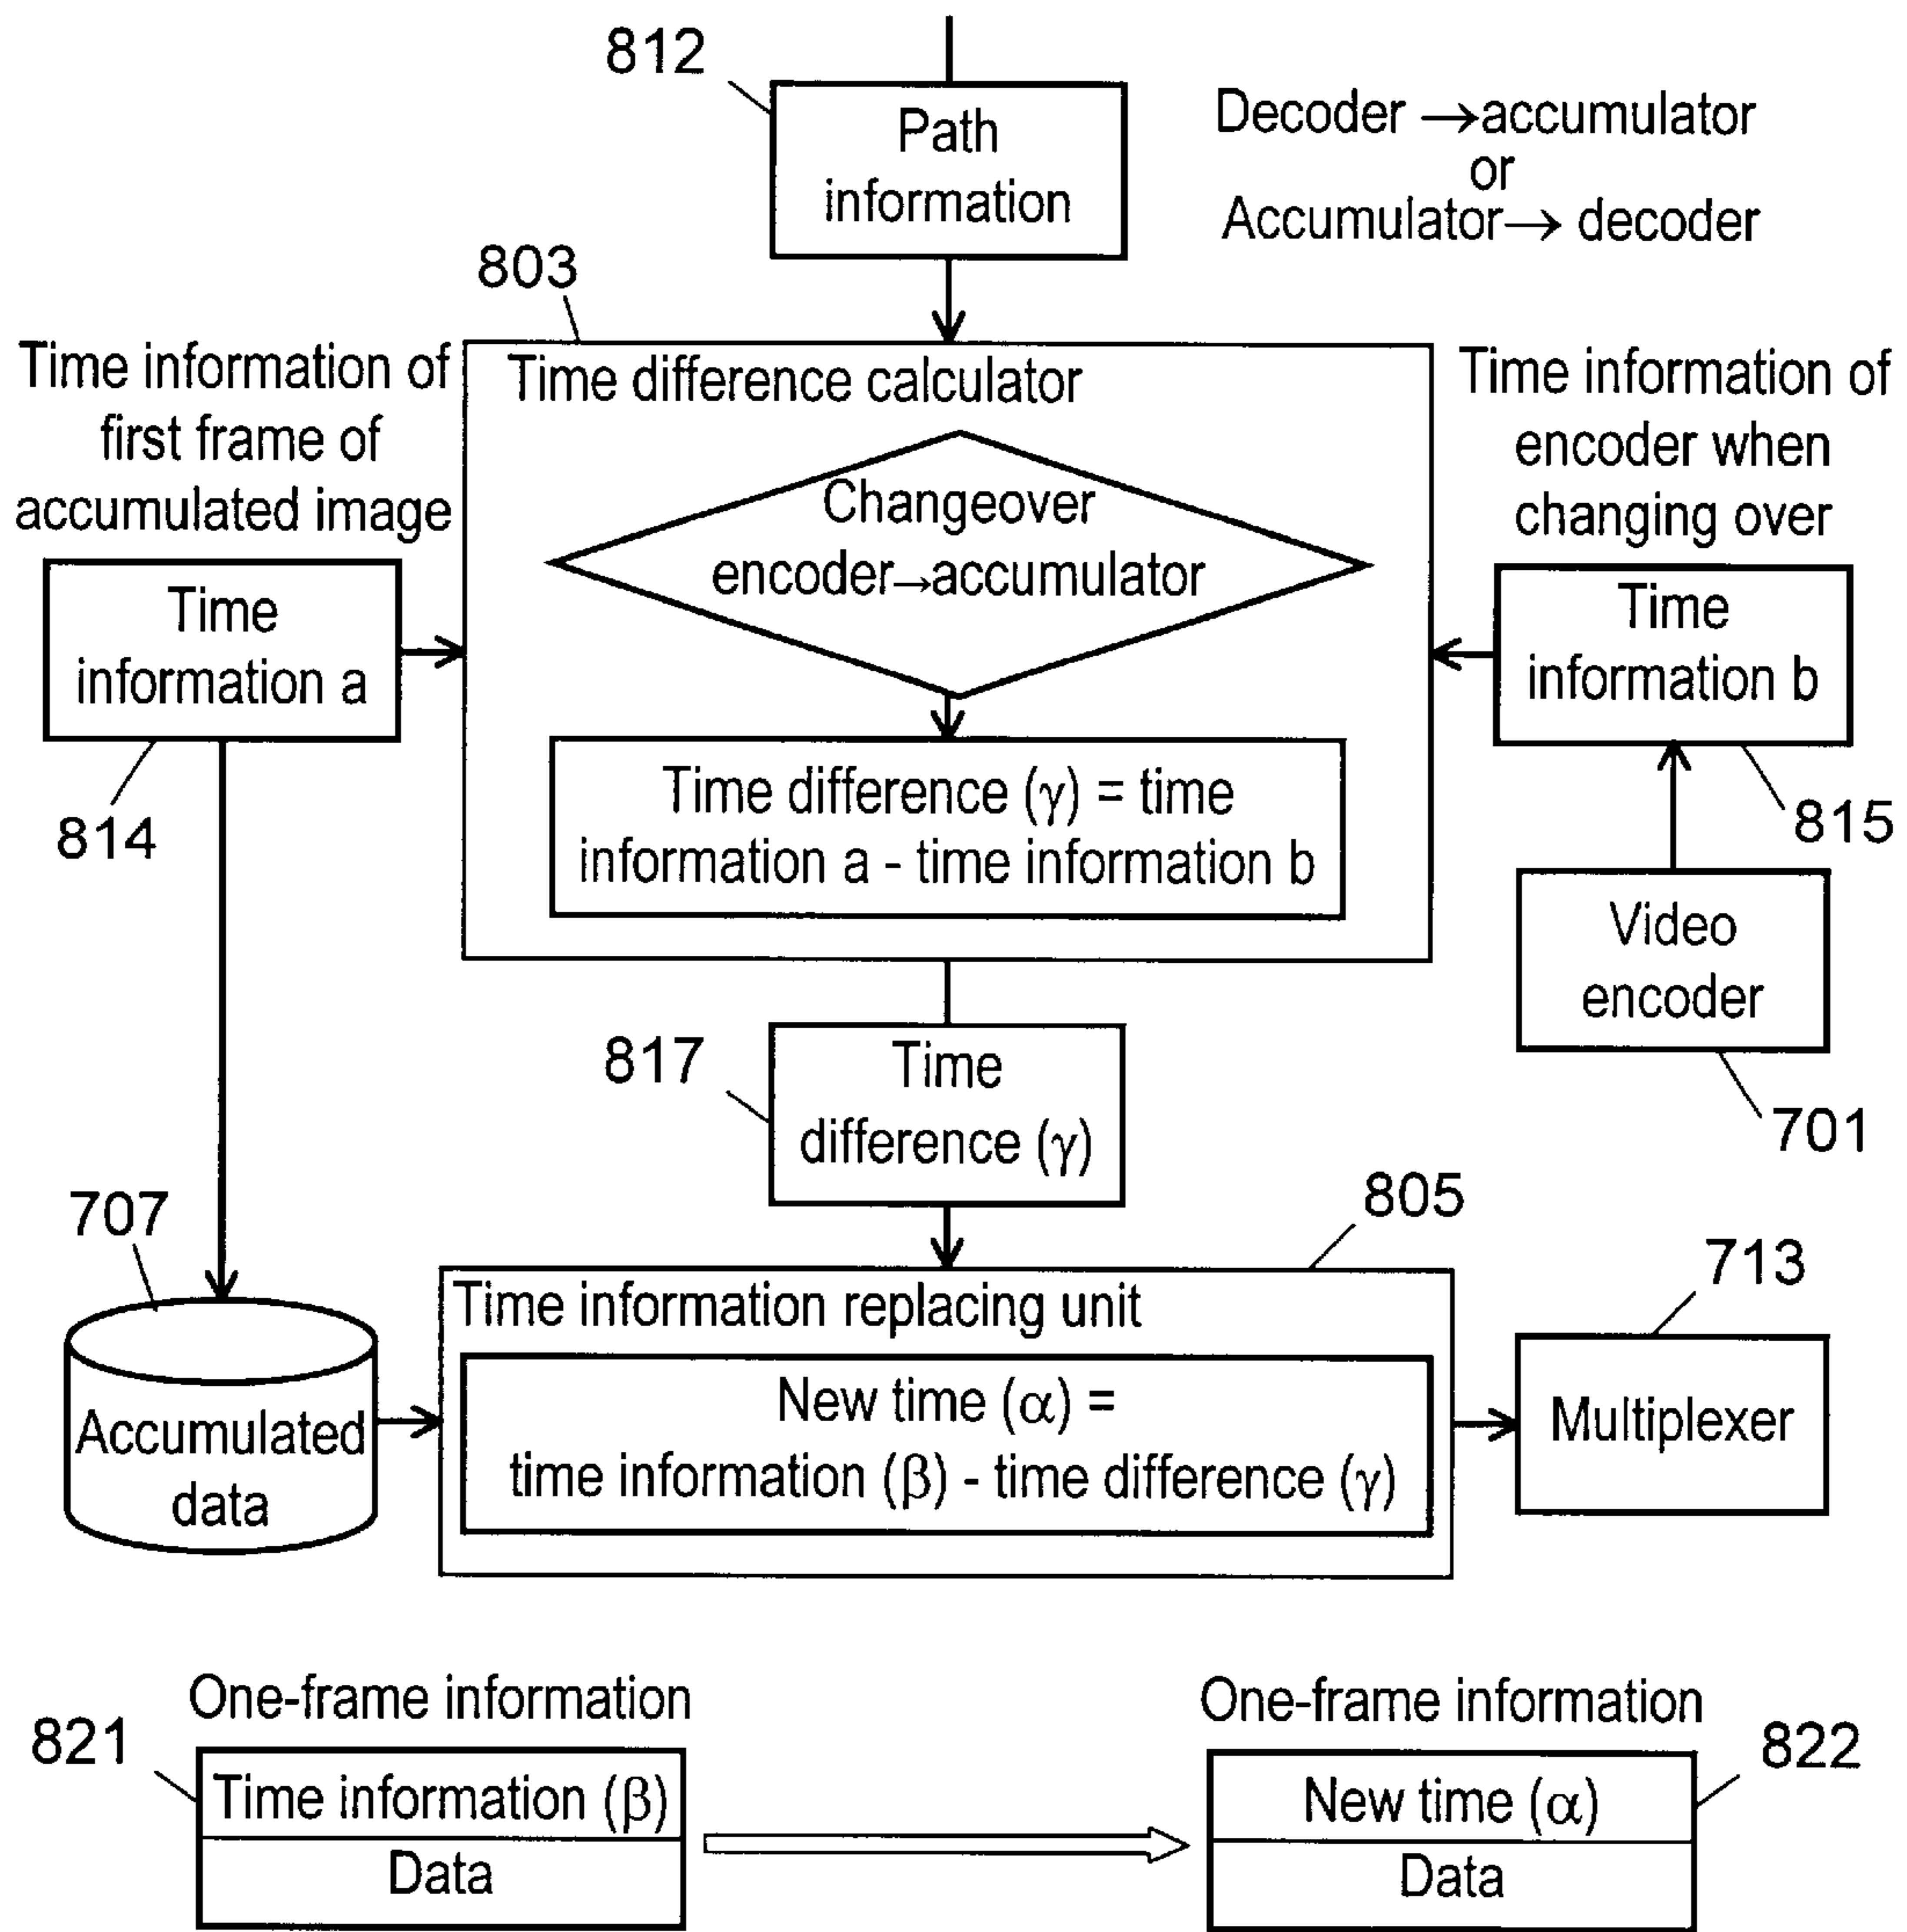 812
Path
information
Decoder →accumulator
or
Accumulator→ decoder
803
Time information of
first frame of
accumulated image
Time difference calculator
Time information of
encoder when
changing over
Changeover
encoder→accumulator
Time
information a
Time
information b
814
Time difference (γ) = time
information a - time information b
815
Video
encoder
701
817
Time
difference (γ)
707
805
713
Accumulated
data
Time information replacing unit
New time (α) =
time information (β) - time difference (γ)
Multiplexer
One-frame information
821
Time information (β)
Data
One-frame information
822
New time (α)
Data